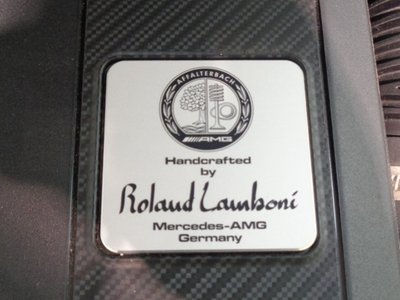 AFFALTERBACH
AMG
Handcrafted
by
Roland Lamboni
Mercedes-AMG
Germany